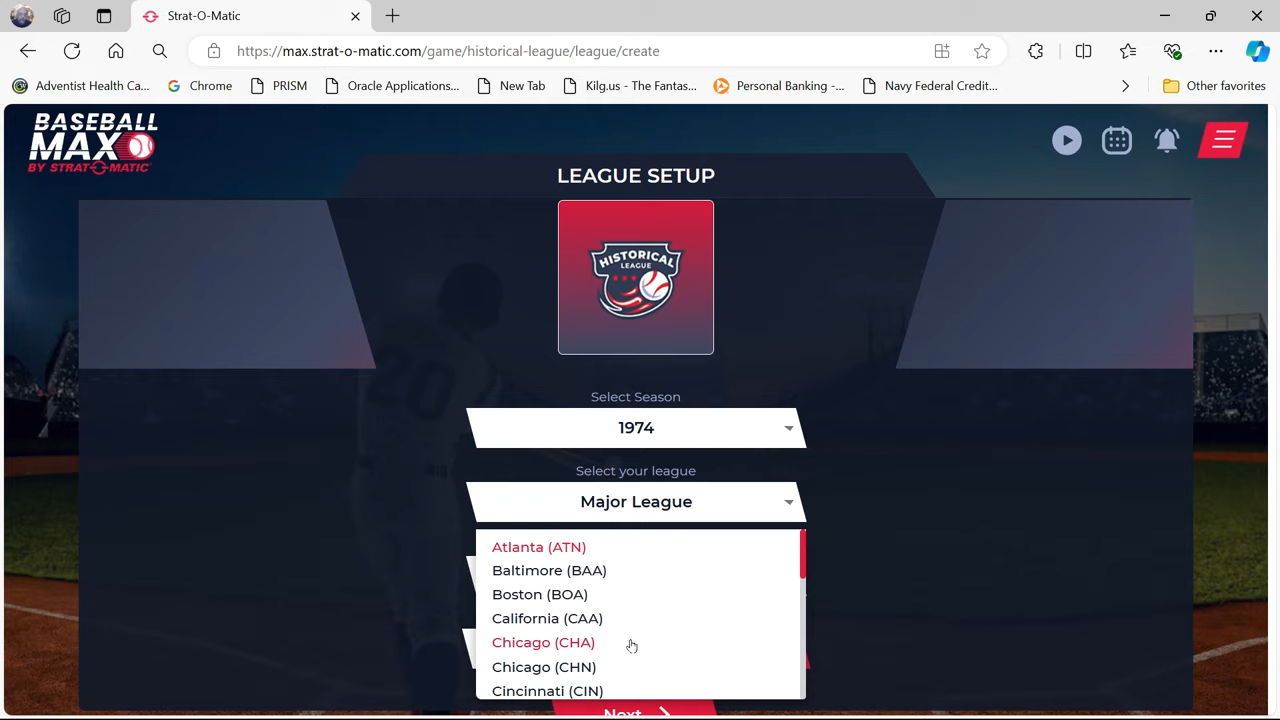 Strat-O-Matic
https://max.strat-o-matic.com/game/historical-league/league/create
Adventist Health Ca...
Chrome
PRISM
Oracle Applications...
New Tab
Kilg.us - The Fantas...
Personal Banking -...
Navy Federal Credit...
Other favorites
BASEBALL
MAX
BY STRAT-O-MATIC
LEAGUE SETUP
HISTORICAL
LEAGUE
Select Season
1974
Select your league
Major League
Atlanta (ATN)
Baltimore (BAA)
Boston (BOA)
California (CAA)
Chicago (CHA)
Chicago (CHN)
Cincinnati (CIN)
Next